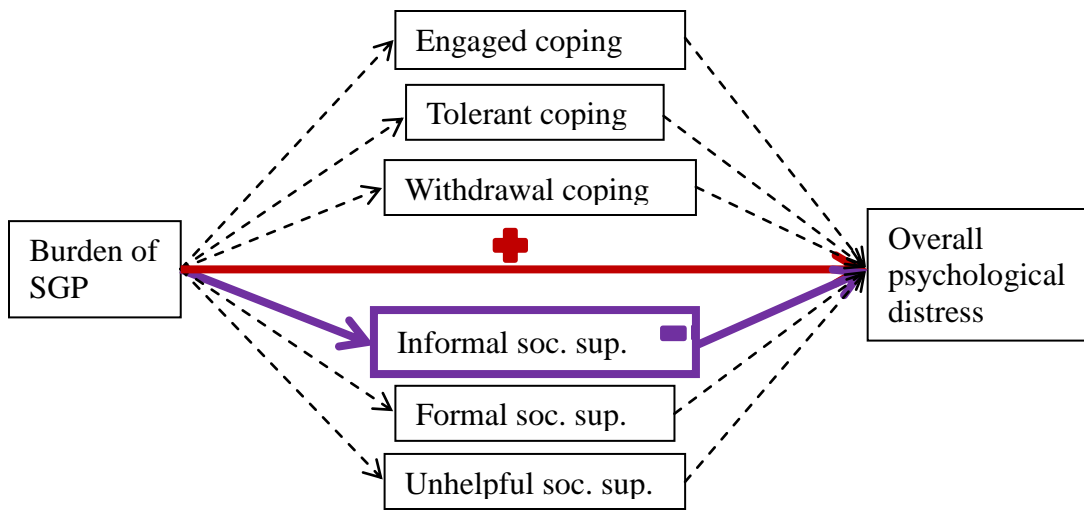 Engaged coping
Tolerant coping
Withdrawal coping
Burden of
SGP
Overall
psychological
distress
Informal soc. sup.
Formal soc. sup.
Unhelpful soc. sup.